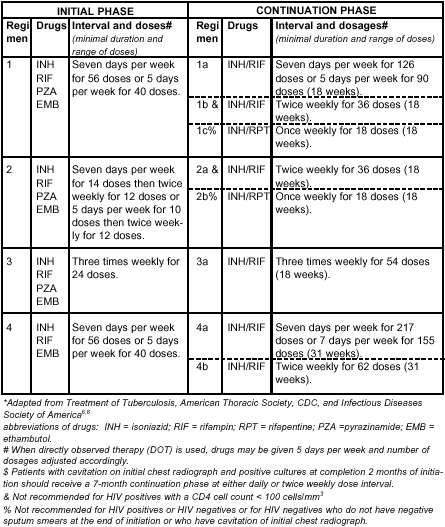 INITIAL PHASE CONTINUATION PHASE
Regi Drugs Interval and doses# Regi Drugs Interval and dosages#
men (minimal duration and men (minimal duration and range of doses)
range of doses)
1 INH Seven days per week 1a INH/RIF Seven days per week for 126
RIF for 56 doses or 5 days doses or 5 days per week for 90
PZA per week for 40 doses. doses (18 weeks).
EMB 1b & INH/RIF Twice weekly for 36 doses (18
weeks).
1c% INH/RPT Once weekly for 18 doses (18
weeks).
2 INH Seven days per week 2a & INH/RIF Twice weekly for 36 doses (18
RIF for 14 doses then twice weeks).
PZA weekly for 12 doses or 2b% INH/RPT Once weekly for 18 doses (18
EMB 5 days per week for 10 weeks).
doses then twice week-
ly for 12 doses.
3 INH Three times weekly for 3a INH/RIF Three times weekly for 54 doses
RIF 24 doses. (18 weeks).
PZA
EMB
4 INH Seven days per week 4a INH/RIF Seven days per week for 217
RIF for 56 doses or 5 days doses or 7 days per week for 155
EMB per week for 40 doses. doses (31 weeks).
4b INH/RIF Twice weekly for 62 doses (31
weeks).
*Adapted from Treatment of Tuberculosis, American Thoracic Society, CDC, and Infectious Diseases
Society of America6,8
abbreviations of drugs: INH = isoniazid; RIF = rifampin; RPT = rifapentine; PZA =pyrazinamide; EMB =
ethambutol.
# When directly observed therapy (DOT) is used, drugs may be given 5 days per week and number of
dosages adjusted accordingly.
$ Patients with cavitation on initial chest radiograph and positive cultures at completion 2 months of initia-
tion should receive a 7-month continuation phase at either daily or twice weekly dose interval.
& Not recommended for HIV positives with a CD4 cell count < 100 cells/mm3
% Not recommended for HIV positives or HIV negatives or for HIV negatives who do not have negative
sputum smears at the end of initiation or who have cavitation of initial chest radiograph.